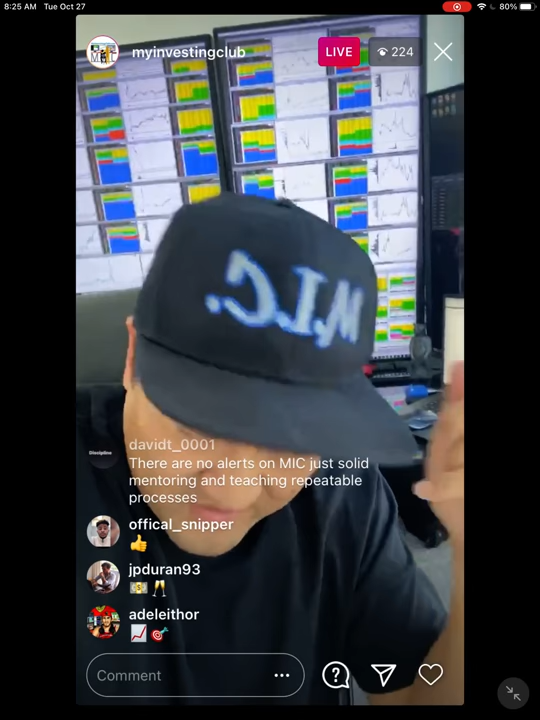 8:25 AM Tue Oct 27
80%
myinvestingclub
LIVE
224
M.I.C.
davidt_0001
There are no alerts on MIC just solid
mentoring and teaching repeatable
processes
offical_snipper
👍
jpduran93
💵🥂
adeleithor
📈🎯
Comment